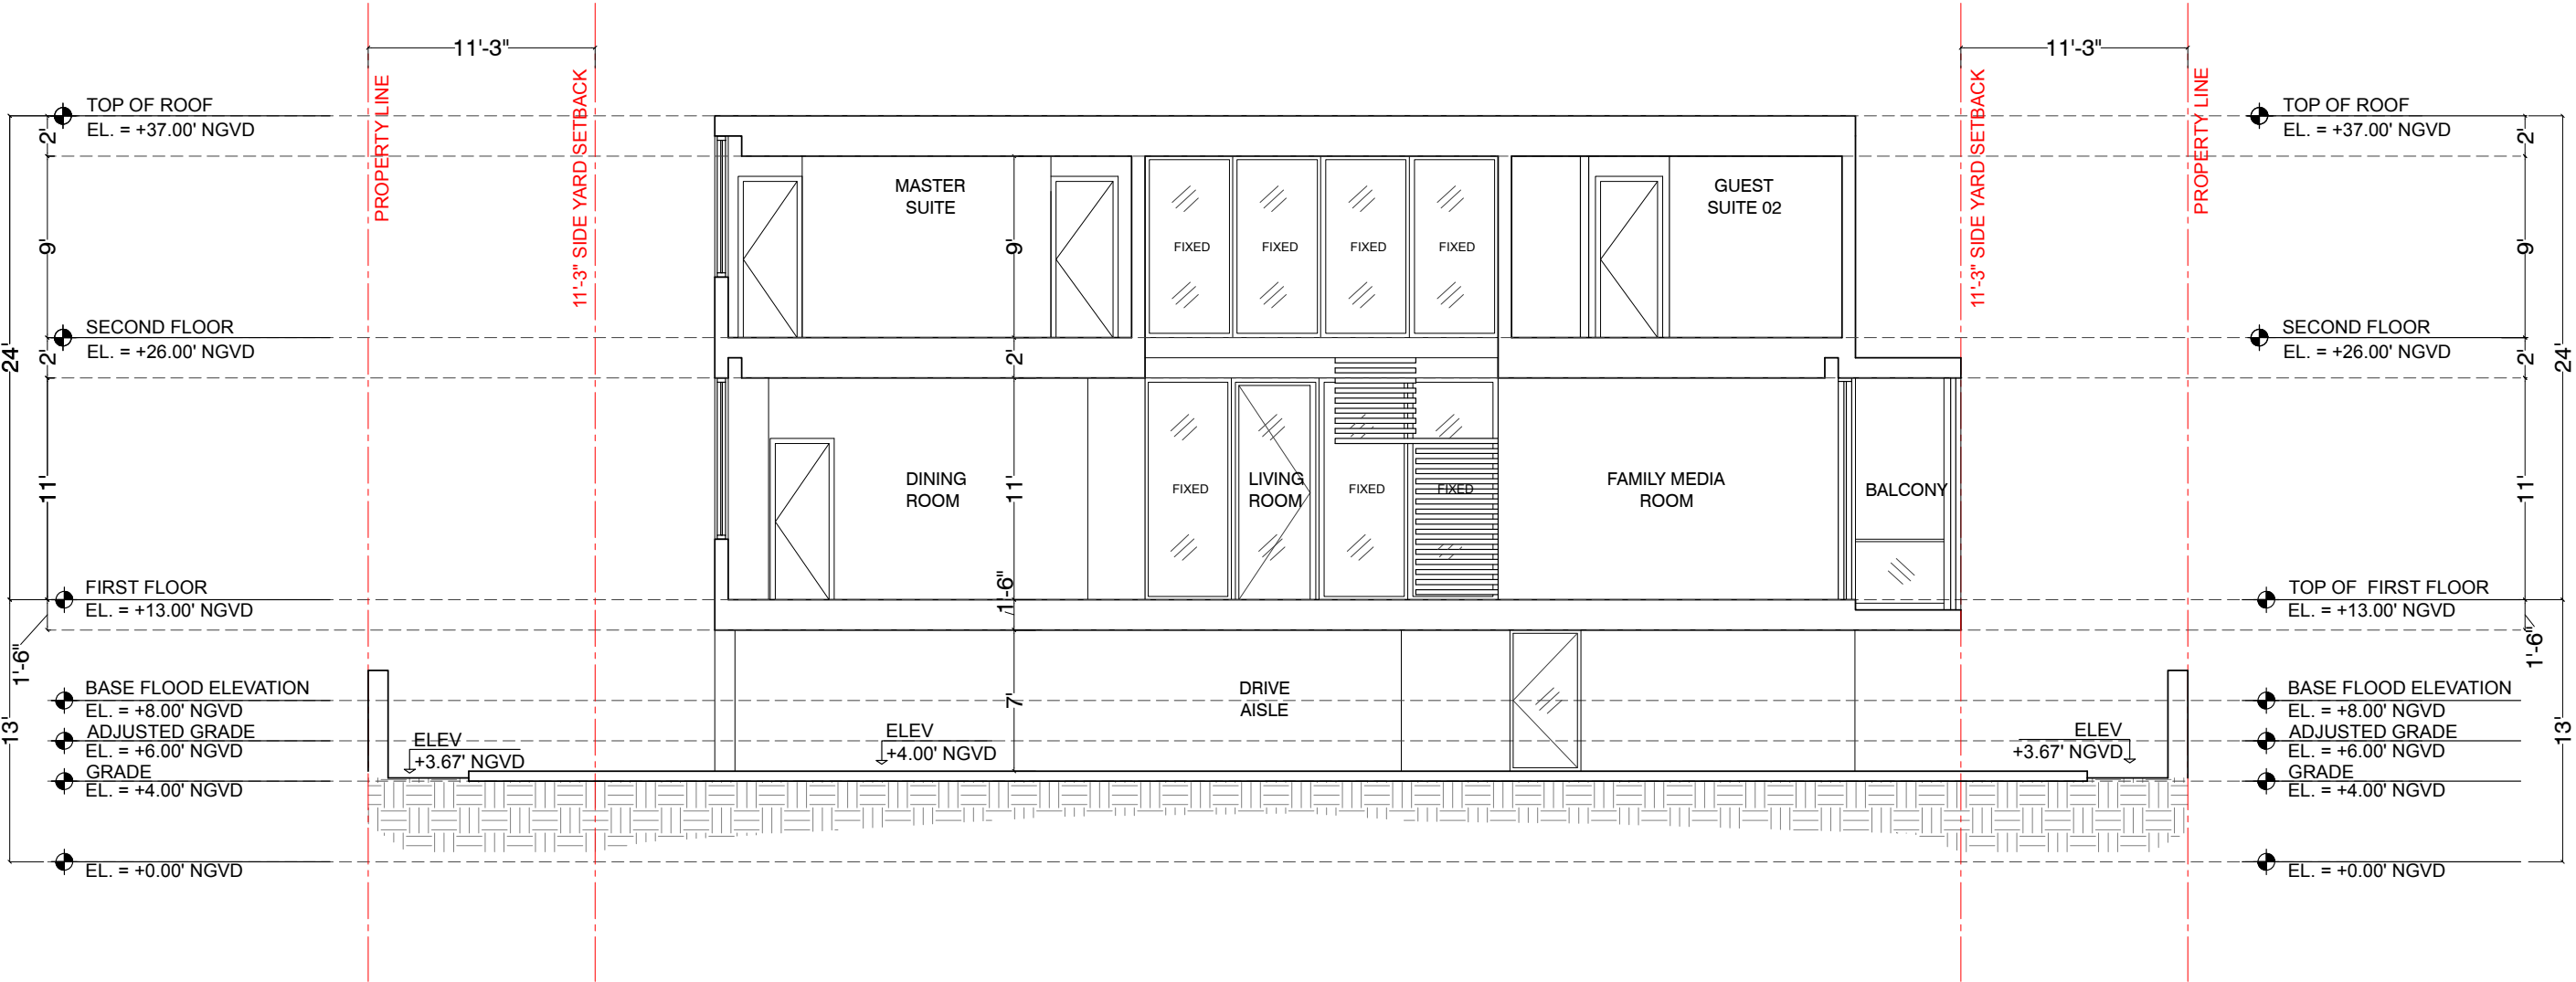 11'-3"
11'-3"
PROPERTY LINE
11'-3" SIDE YARD SETBACK
11'-3" SIDE YARD SETBACK
PROPERTY LINE
TOP OF ROOF
EL. = +37.00' NGVD
2'
9'
SECOND FLOOR
EL. = +26.00' NGVD
2'
24'
11'
FIRST FLOOR
EL. = +13.00' NGVD
1'-6"
BASE FLOOD ELEVATION
EL. = +8.00' NGVD
13'
ADJUSTED GRADE
EL. = +6.00' NGVD
GRADE
EL. = +4.00' NGVD
EL. = +0.00' NGVD
MASTER
SUITE
9'
FIXED
FIXED
FIXED
FIXED
GUEST
SUITE 02
2'
DINING
ROOM
11'
FIXED
LIVING
ROOM
FIXED
FIXED
FAMILY MEDIA
ROOM
BALCONY
1'-6"
DRIVE
AISLE
7'
ELEV
+3.67' NGVD
ELEV
+4.00' NGVD
ELEV
+3.67' NGVD
TOP OF ROOF
EL. = +37.00' NGVD
2'
9'
SECOND FLOOR
EL. = +26.00' NGVD
2'
24'
11'
TOP OF FIRST FLOOR
EL. = +13.00' NGVD
1'-6"
BASE FLOOD ELEVATION
EL. = +8.00' NGVD
13'
ADJUSTED GRADE
EL. = +6.00' NGVD
GRADE
EL. = +4.00' NGVD
EL. = +0.00' NGVD